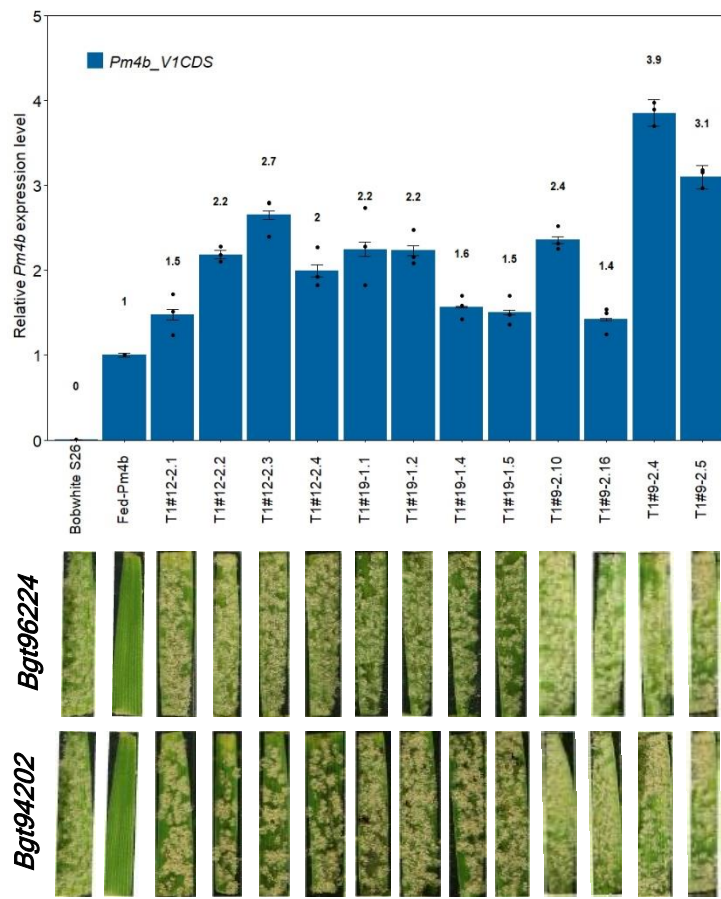 5
4
3
2
1
0
Relative Pm4b expression level
Pm4b_V1CDS
0
1
1.5
2.2
2.7
2
2.2
2.2
1.6
1.5
2.4
1.4
3.9
3.1
Bobwhite S26
Fed-Pm4b
T1#12-2.1
T1#12-2.2
T1#12-2.3
T1#12-2.4
T1#19-1.1
T1#19-1.2
T1#19-1.4
T1#19-1.5
T1#9-2.10
T1#9-2.16
T1#9-2.4
T1#9-2.5
Bgt96224
Bgt94202